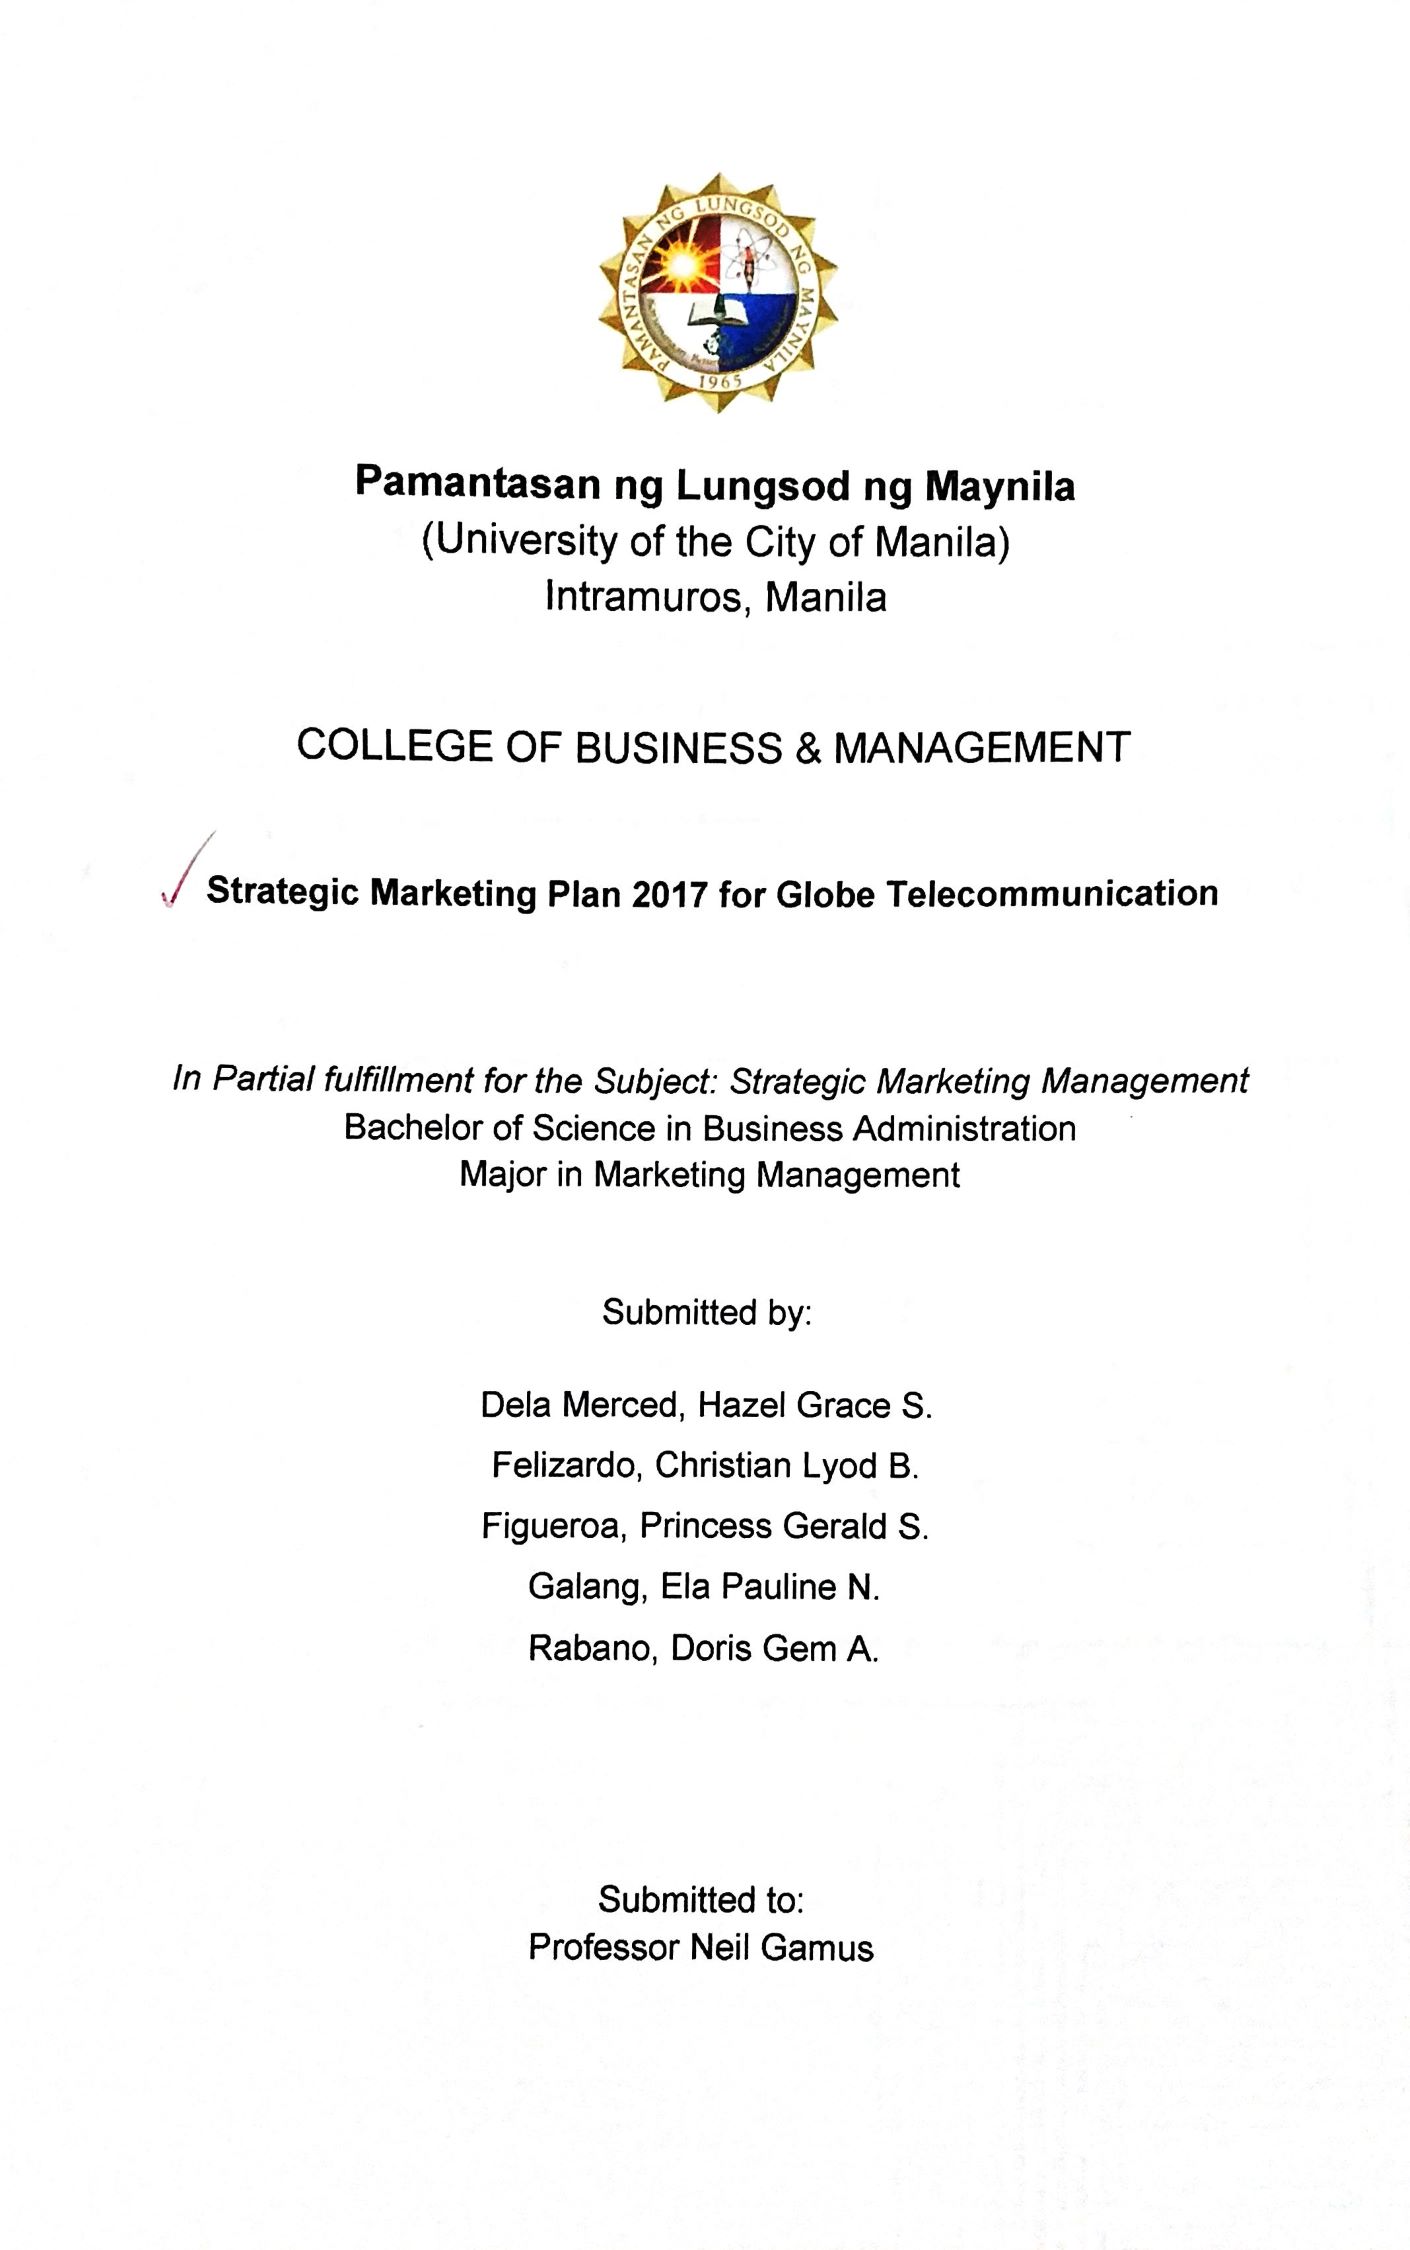 PAMANTASAN NG LUNGSOD NG MAYNILA
1965
Pamantasan ng Lungsod ng Maynila
(University of the City of Manila)
Intramuros, Manila
COLLEGE OF BUSINESS & MANAGEMENT
Strategic Marketing Plan 2017 for Globe Telecommunication
In Partial fulfillment for the Subject: Strategic Marketing Management
Bachelor of Science in Business Administration
Major in Marketing Management
Submitted by:
Dela Merced, Hazel Grace S.
Felizardo, Christian Lyod B.
Figueroa, Princess Gerald S.
Galang, Ela Pauline N.
Rabano, Doris Gem A.
Submitted to:
Professor Neil Gamus